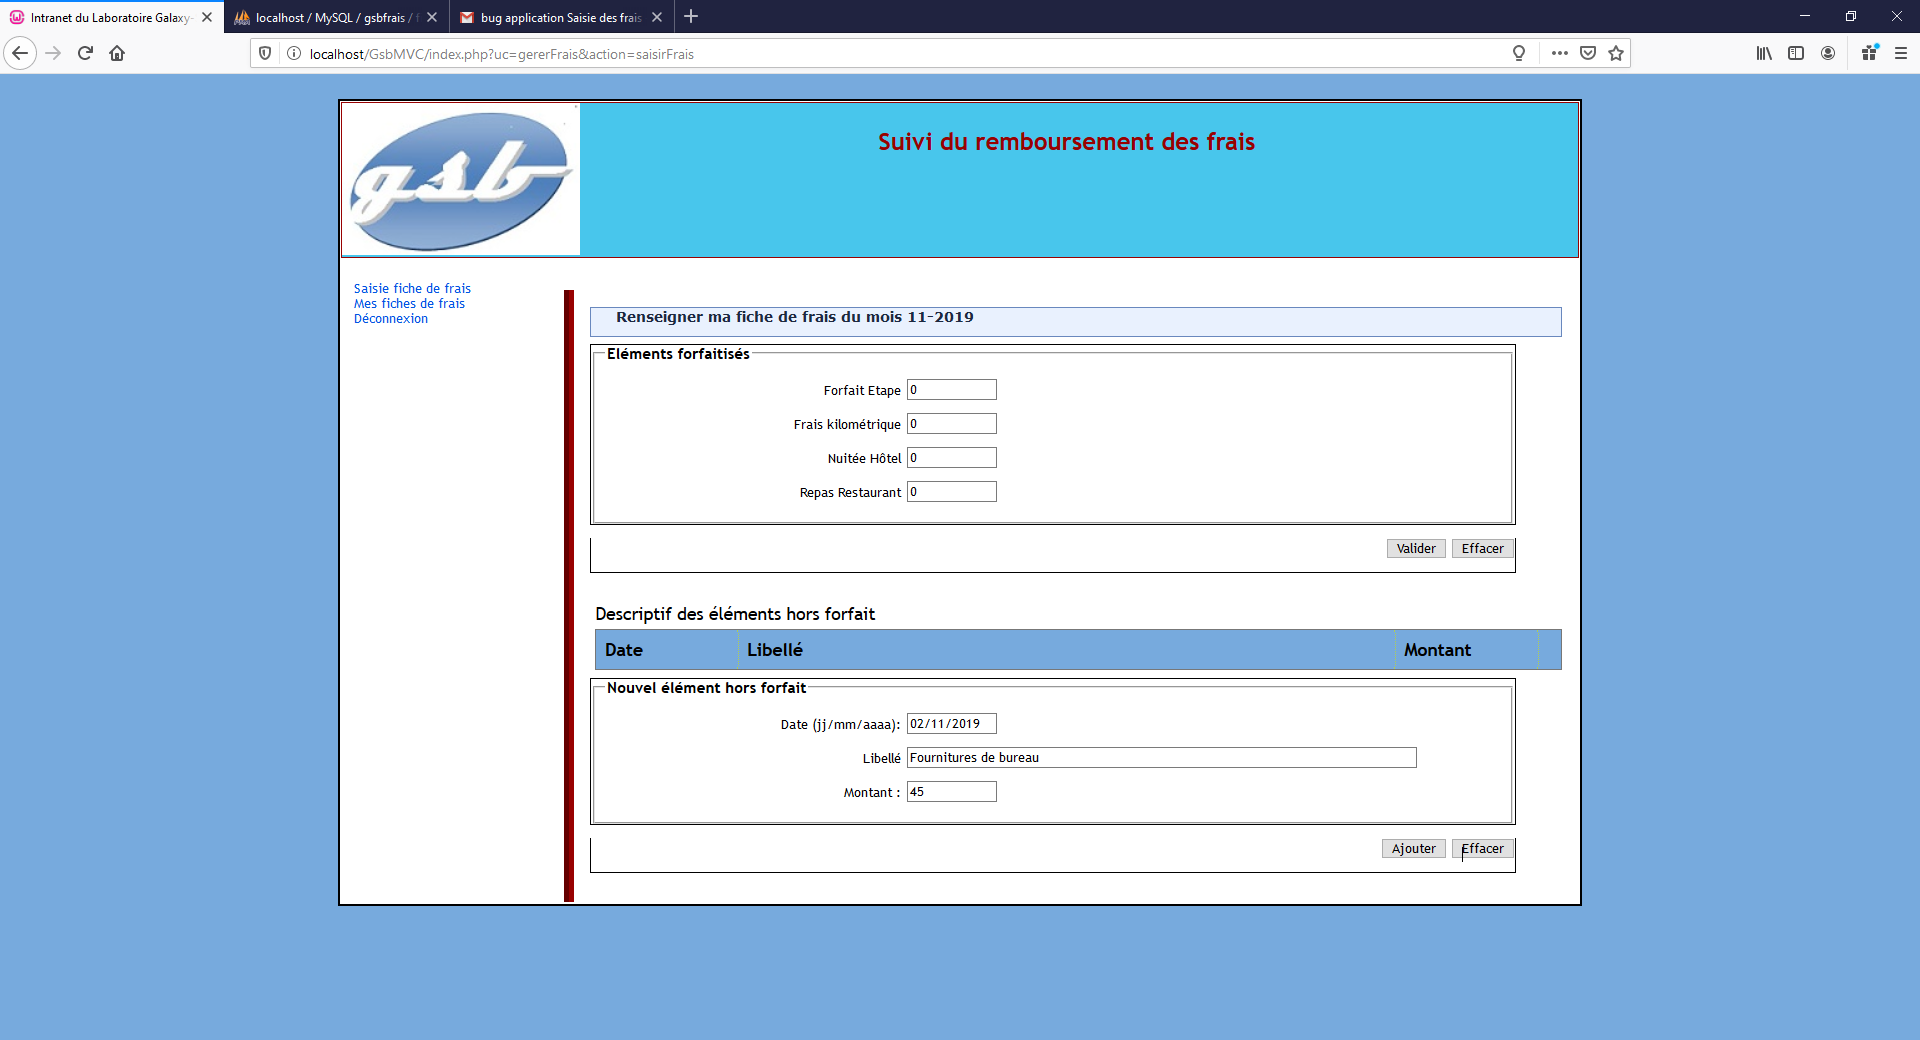 Intranet du Laboratoire Galaxy-
localhost / MySQL / gsbfrais /
bug application Saisie des frais
localhost/GsbMVC/index.php?uc=gererFrais&action=saisirFrais
gsb
Suivi du remboursement des frais
Saisie fiche de frais
Mes fiches de frais
Déconnexion
Renseigner ma fiche de frais du mois 11-2019
Eléments forfaitisés
Forfait Etape 0
Frais kilométrique 0
Nuitée Hôtel 0
Repas Restaurant 0
Valider Effacer
Descriptif des éléments hors forfait
Date Libellé Montant
Nouvel élément hors forfait
Date (jj/mm/aaaa): 02/11/2019
Libellé Fournitures de bureau
Montant : 45
Ajouter Effacer